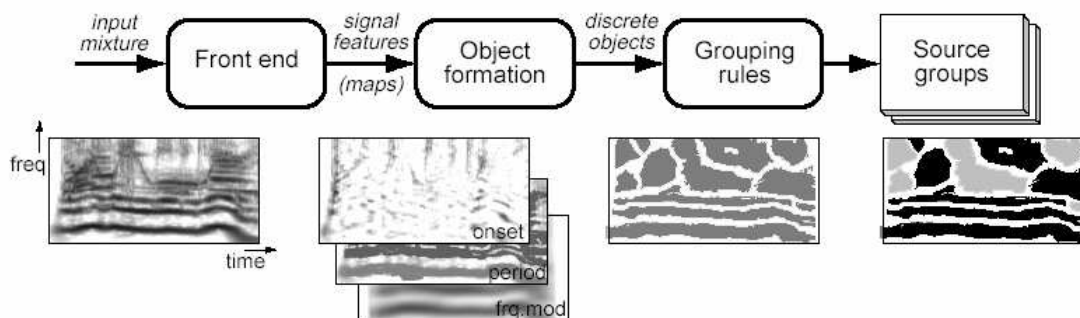 input
mixture
Front end
signal
features
(maps)
Object
formation
discrete
objects
Grouping
rules
Source
groups
freq
time
onset
period
frq.mod